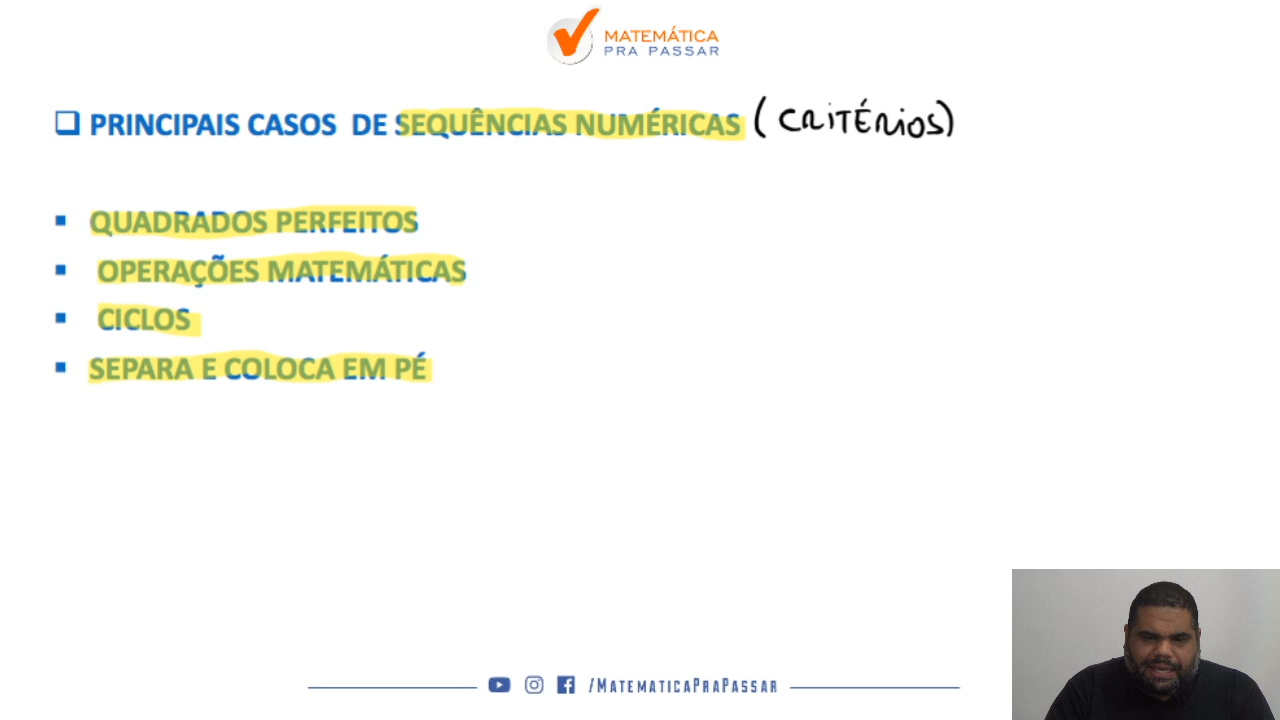 MATEMÁTICA
PRA PASSAR
PRINCIPAIS CASOS DE SEQUÊNCIAS NUMÉRICAS (CRITÉRIOS)
QUADRADOS PERFEITOS
OPERAÇÕES MATEMÁTICAS
CICLOS
SEPARA E COLOCA EM PÉ
/MATEMATICAPRAPASSAR